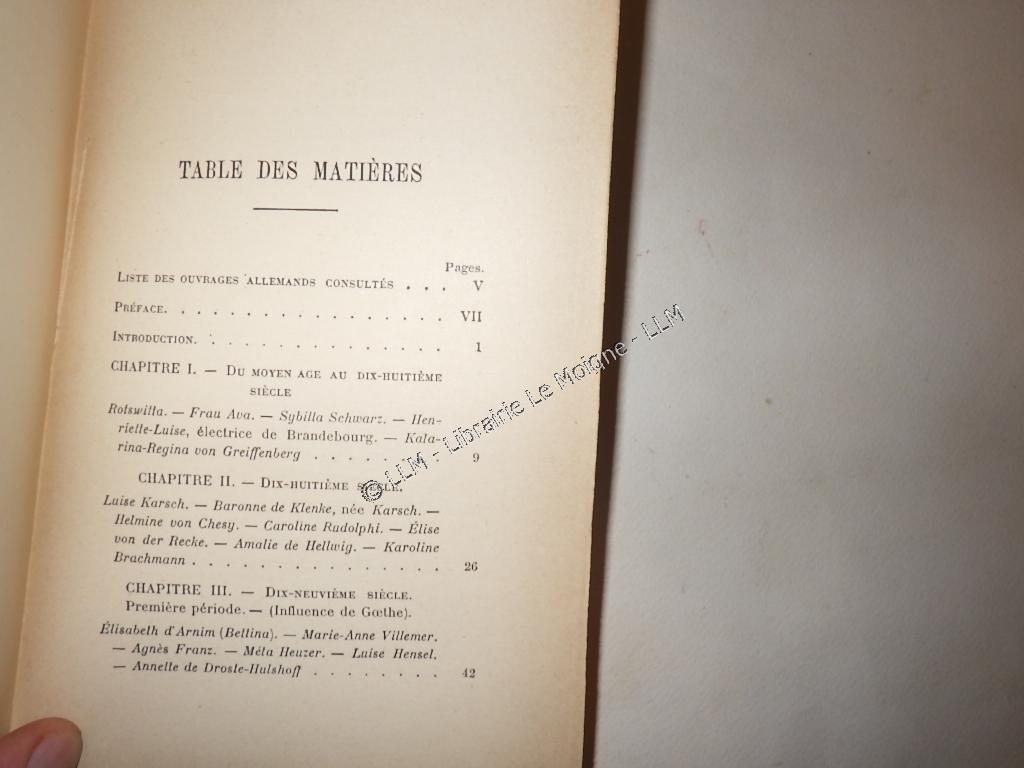 TABLE DES MATIÈRES
Pages.
LISTE DES OUVRAGES ALLEMANDS CONSULTÉS . . . V
PRÉFACE. . . . . . . . . . . . . . . . VII
INTRODUCTION. . . . . . . . . . . . . . 1
CHAPITRE I. — DU MOYEN AGE AU DIX-HUITIÈME
SIÈCLE
Rotswitta. — Frau Ava. — Sybilla Schwarz. — Hen-
riette-Luise, électrice de Brandebourg. — Kata-
rina-Regina von Greiffenberg . . . . . . . 9
CHAPITRE II. — DIX-HUITIÈME SIÈCLE.
Luise Karsch. — Baronne de Klenke, née Karsch. —
Helmine von Chesy. — Caroline Rudolphi. — Élise
von der Recke. — Amalie de Hellwig. — Karoline
Brachmann . . . . . . . . . . . . . . 26
CHAPITRE III. — DIX-NEUVIÈME SIÈCLE.
Première période. — (Influence de Gœthe).
Élisabeth d'Arnim (Bettina). — Marie-Anne Villemer.
— Agnès Franz. — Méta Heuzer. — Luise Hensel.
— Annette de Droste-Hulshoff . . . . . . . . 42
© LLM - Librairie Le Moigne - LLM